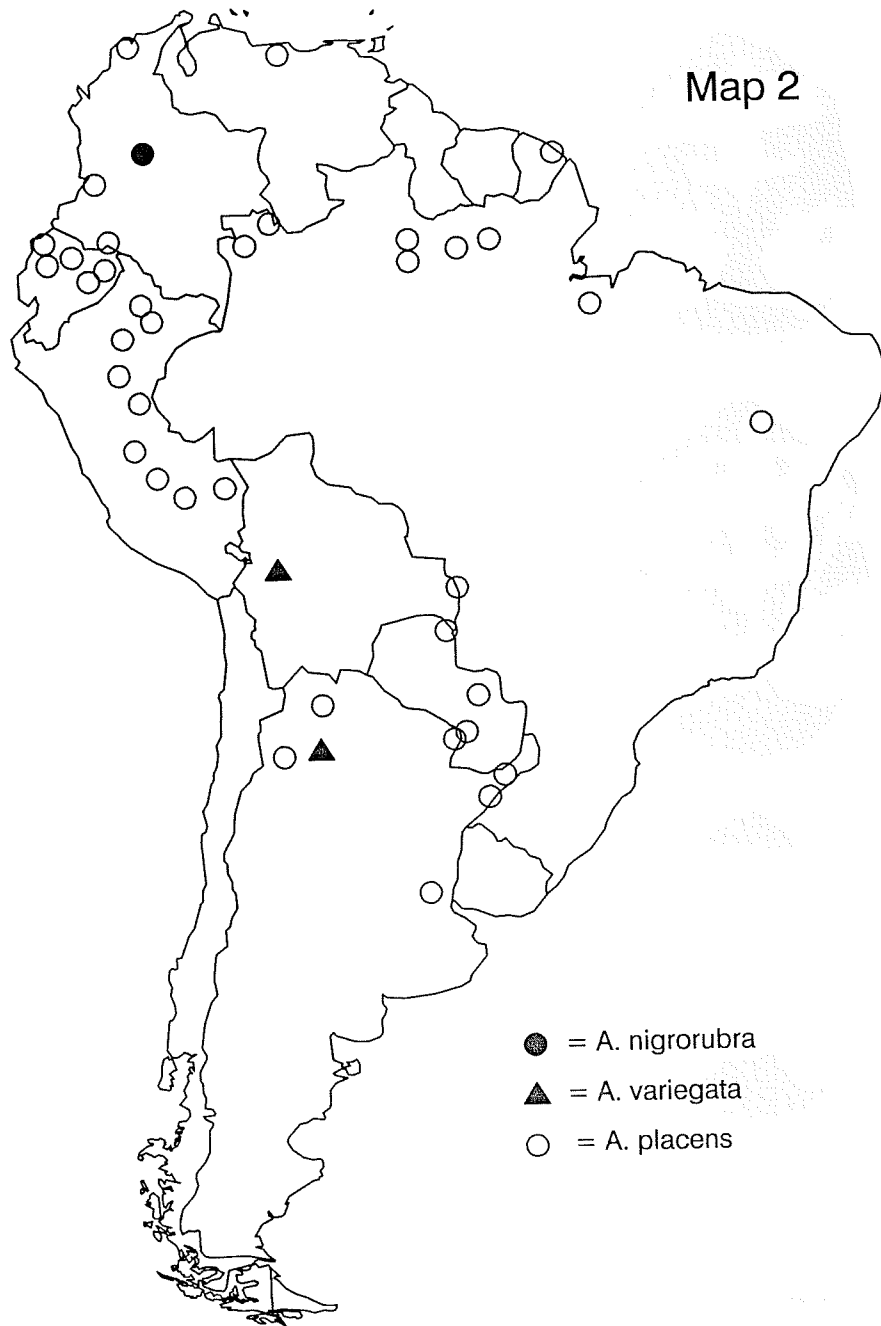 Map 2
= A. nigrorubra
= A. variegata
= A. placens